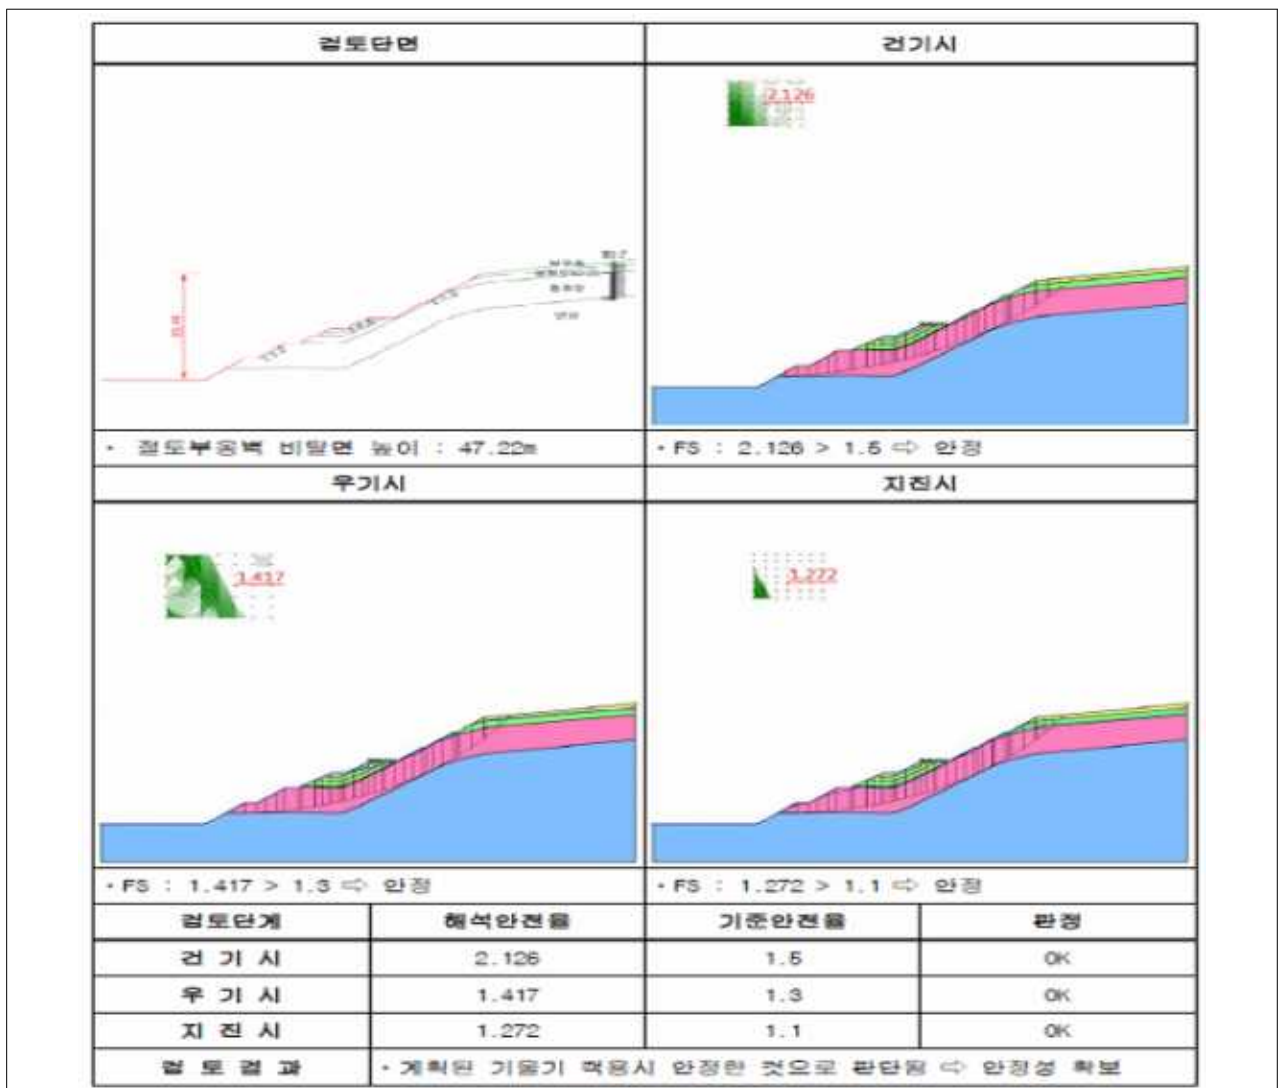 검토단면
건기시
2.126
• 절토부옹벽 비탈면 높이 : 47.22m
• FS : 2.126 > 1.5 ⇨ 안정
우기시
지진시
1.417
1.272
• FS : 1.417 > 1.3 ⇨ 안정
• FS : 1.272 > 1.1 ⇨ 안정
검토단계 해석안전율 기준안전율 판정
건 기 시 2.126 1.5 OK
우 기 시 1.417 1.3 OK
지 진 시 1.272 1.1 OK
검 토 결 과 • 계획된 기울기 적용시 안정한 것으로 판단됨 ⇨ 안정성 확보